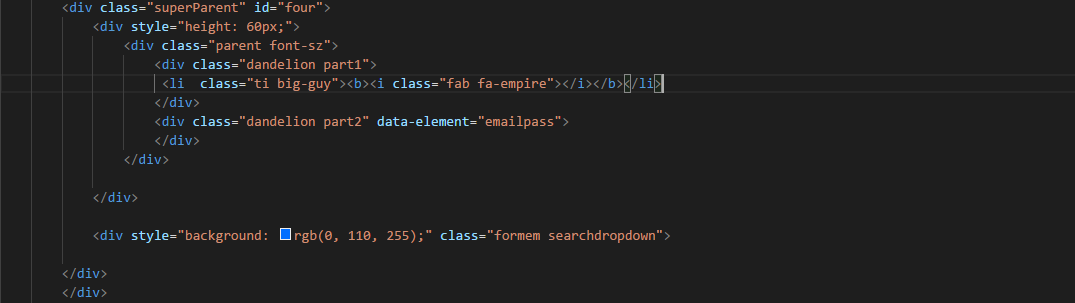 <div class="superParent" id="four">
<div style="height: 60px;">
<div class="parent font-sz">
<div class="dandelion part1">
<li  class="ti big-guy"><b><i class="fab fa-empire"></i></b></li>
</div>
<div class="dandelion part2" data-element="emailpass">
</div>
</div>
</div>
<div style="background: rgb(0, 110, 255);" class="formem searchdropdown">
</div>
</div>